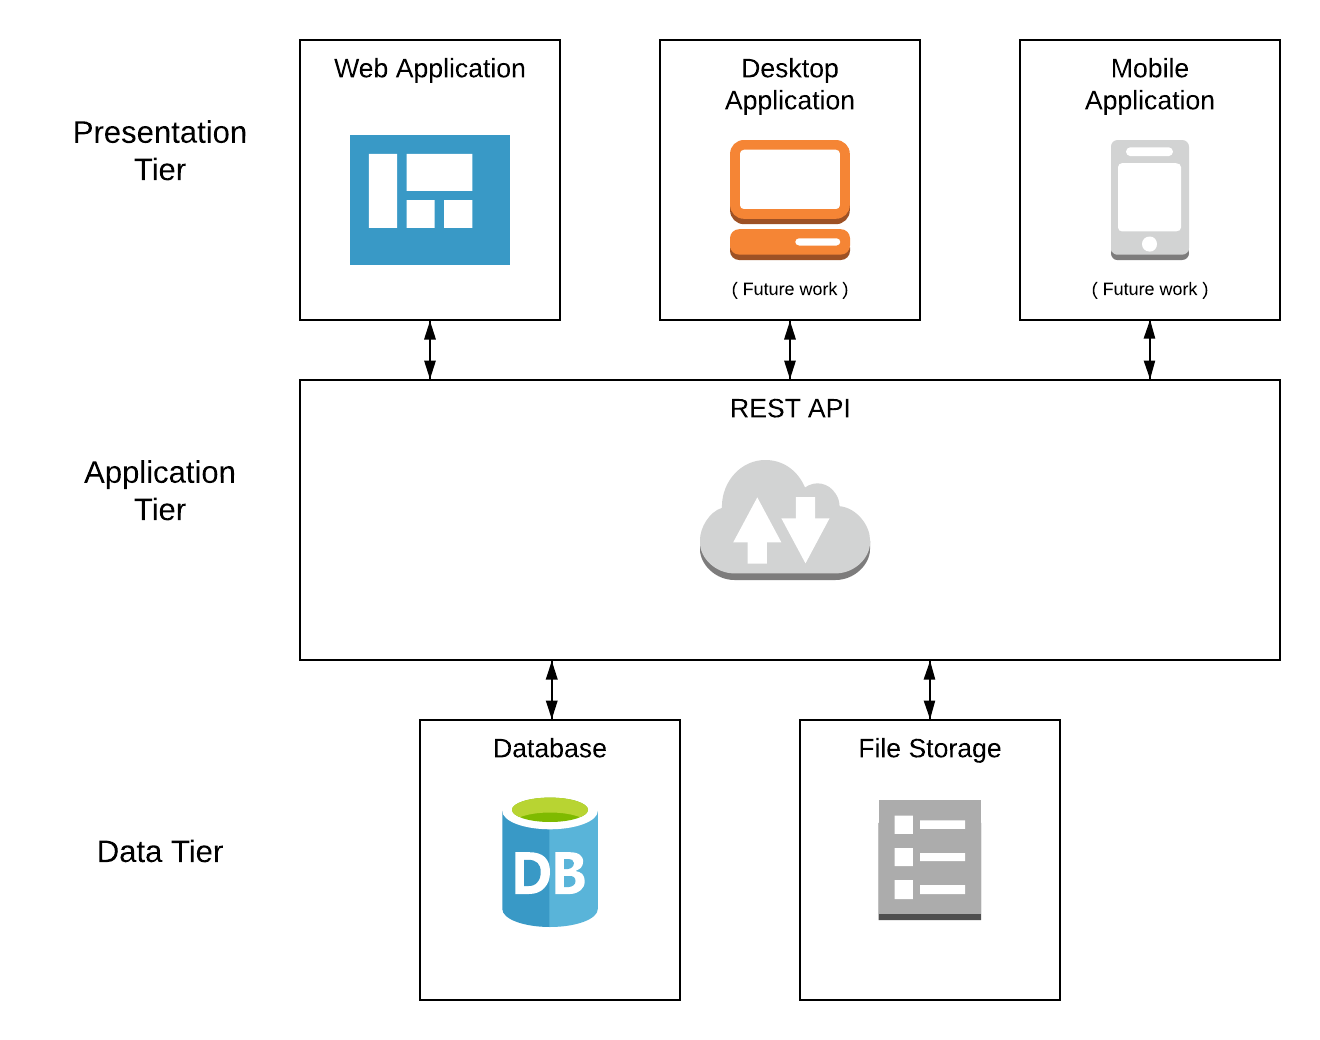 Web Application
Desktop
Application
Mobile
Application
Presentation
Tier
( Future work )
( Future work )
REST API
Application
Tier
Database
File Storage
DB
Data Tier